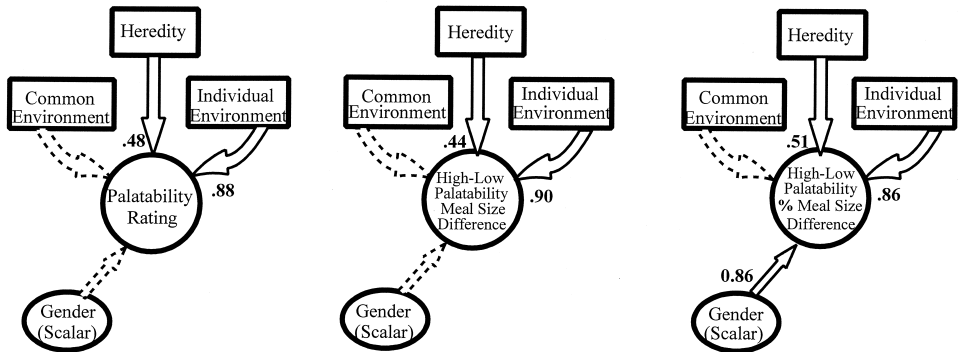 Heredity
Common
Environment
Individual
Environment
.48
.88
Palatability
Rating
Gender
(Scalar)
Heredity
Common
Environment
Individual
Environment
.44
.90
High-Low
Palatability
Meal Size
Difference
Gender
(Scalar)
Heredity
Common
Environment
Individual
Environment
.51
.86
High-Low
Palatability
% Meal Size
Difference
0.86
Gender
(Scalar)